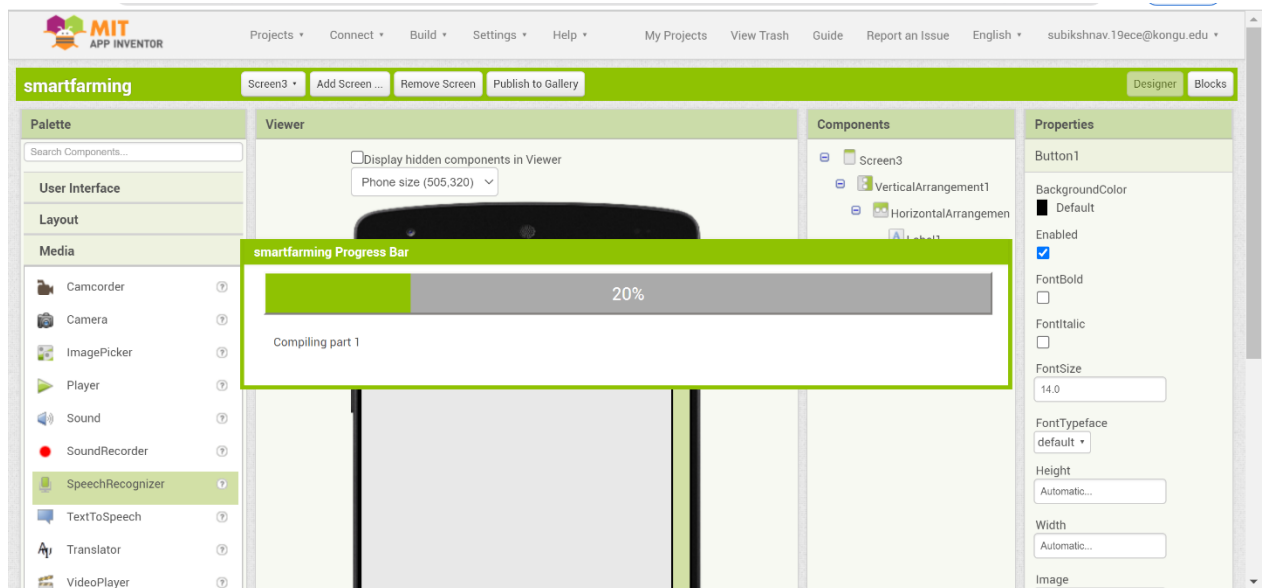 MIT
APP INVENTOR
Projects Connect Build Settings Help My Projects View Trash Guide Report an Issue English subikshnav.19ece@kongu.edu
smartfarming Screen3 Add Screen ... Remove Screen Publish to Gallery Designer Blocks
Palette
Search Components...
User Interface
Layout
Media
Camcorder
Camera
ImagePicker
Player
Sound
SoundRecorder
SpeechRecognizer
TextToSpeech
Translator
VideoPlayer
Viewer
Display hidden components in Viewer
Phone size (505,320)
smartfarming Progress Bar
20%
Compiling part 1
Components
Screen3
VerticalArrangement1
HorizontalArrangemen
Label1
Properties
Button1
BackgroundColor
Default
Enabled
FontBold
FontItalic
FontSize
14.0
FontTypeface
default
Height
Automatic...
Width
Automatic...
Image